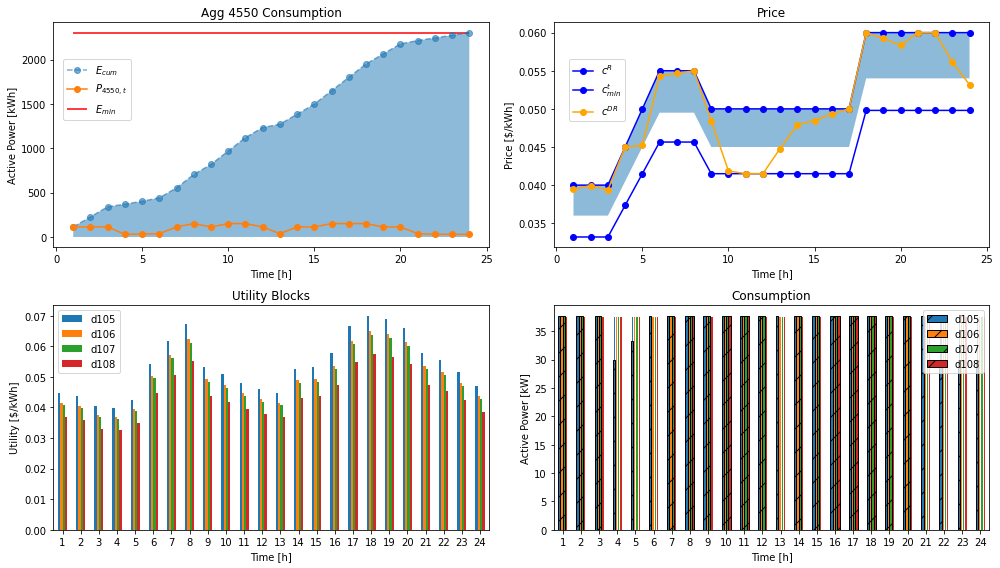 Agg 4550 Consumption
Active Power [kWh]
2000
1500
1000
500
0
E_cum
P_4550,t
E_min
0 5 10 15 20 25
Time [h]
Price
Price [$/kWh]
0.060
0.055
0.050
0.045
0.040
0.035
c^R
c^t_min
c^DR
0 5 10 15 20 25
Time [h]
Utility Blocks
Utility [$/kWh]
0.07
0.06
0.05
0.04
0.03
0.02
0.01
0.00
d105
d106
d107
d108
1 2 3 4 5 6 7 8 9 10 11 12 13 14 15 16 17 18 19 20 21 22 23 24
Time [h]
Consumption
Active Power [kW]
35
30
25
20
15
10
5
0
d105
d106
d107
d108
1 2 3 4 5 6 7 8 9 10 11 12 13 14 15 16 17 18 19 20 21 22 23 24
Time [h]